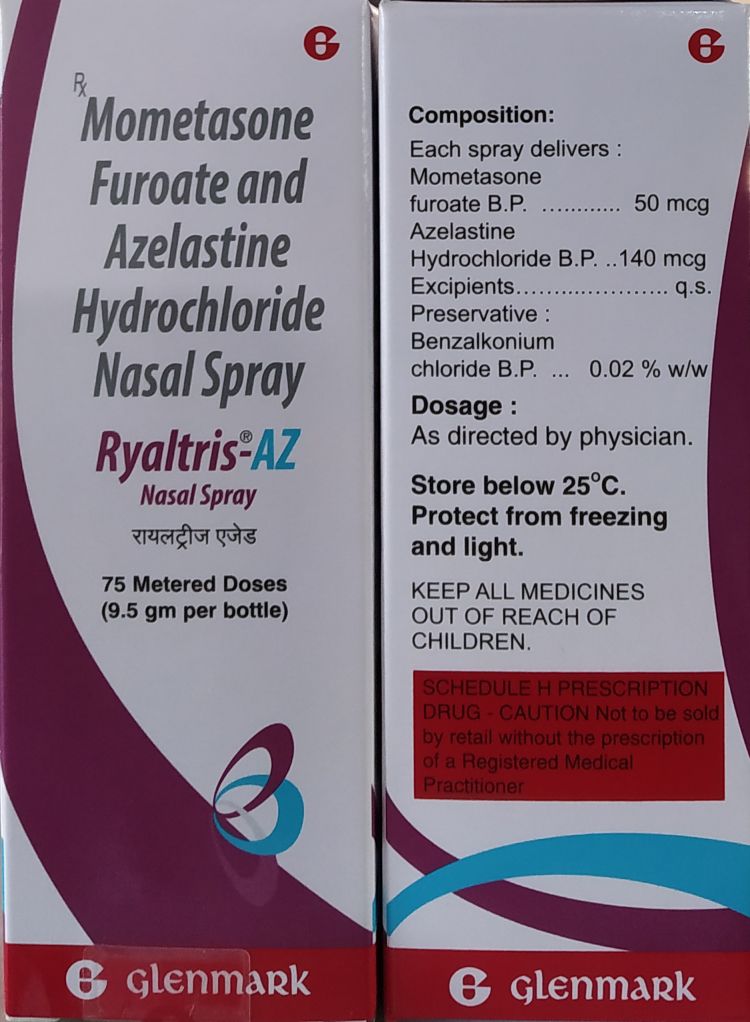 Rx
Mometasone
Furoate and
Azelastine
Hydrochloride
Nasal Spray
Ryaltris®-AZ
Nasal Spray
रायलट्रीज एजेड
75 Metered Doses
(9.5 gm per bottle)
glenmark
Composition:
Each spray delivers :
Mometasone
furoate B.P. ............ 50 mcg
Azelastine
Hydrochloride B.P. ..140 mcg
Excipients...................... q.s.
Preservative :
Benzalkonium
chloride B.P. ... 0.02 % w/w
Dosage :
As directed by physician.
Store below 25°C.
Protect from freezing
and light.
KEEP ALL MEDICINES
OUT OF REACH OF
CHILDREN.
SCHEDULE H PRESCRIPTION
DRUG - CAUTION Not to be sold
by retail without the prescription
of a Registered Medical
Practitioner
glenmark